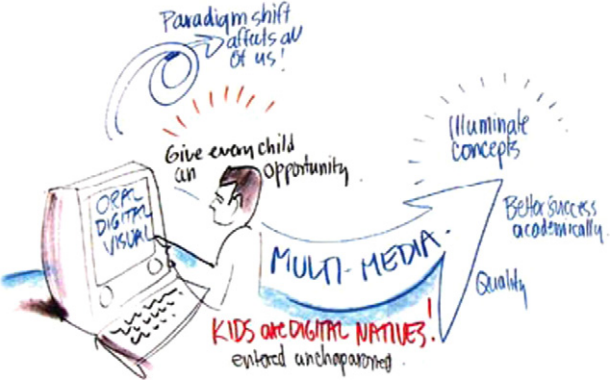 Paradigm shift
affects all
of us!
Give every child
an opportunity.
ORAL
DIGITAL
VISUAL
MULTI-MEDIA.
KIDS are DIGITAL NATIVES!
entered unchaparoned.
Illuminate
concepts
Better success
academically.
Quality